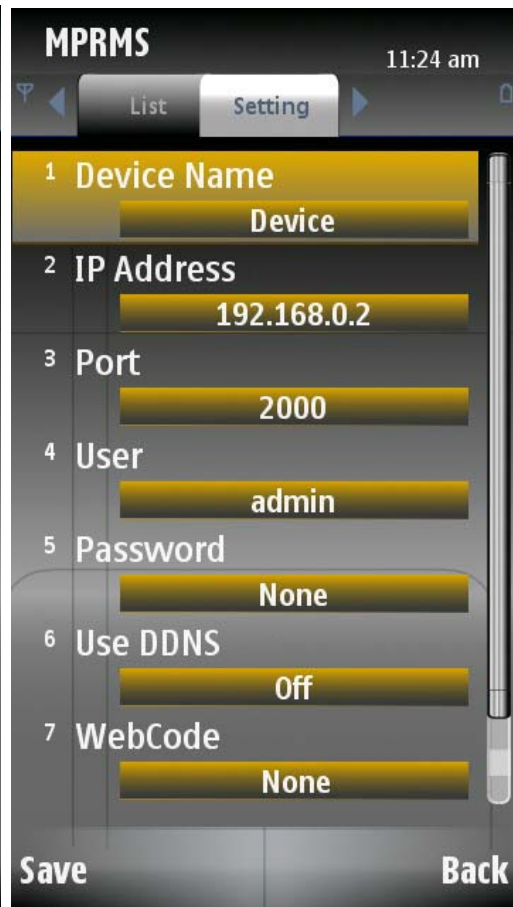 MPRMS
11:24 am
List Setting
1 Device Name
Device
2 IP Address
192.168.0.2
3 Port
2000
4 User
admin
5 Password
None
6 Use DDNS
Off
7 WebCode
None
Save Back